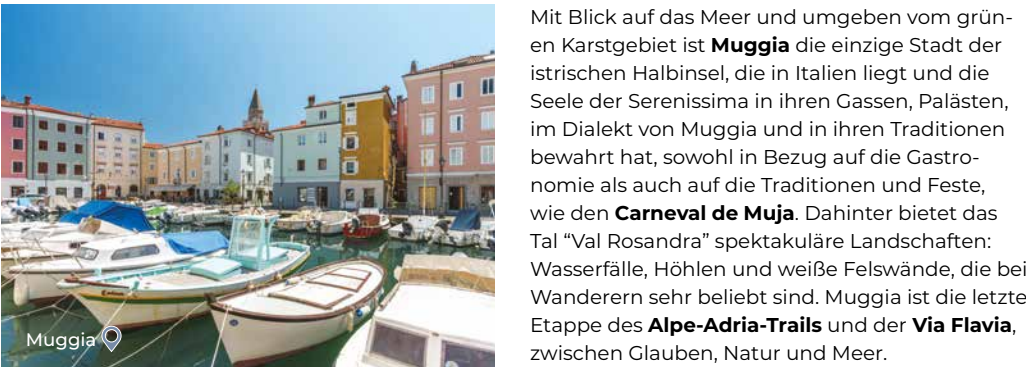 Mit Blick auf das Meer und umgeben vom grün-
en Karstgebiet ist Muggia die einzige Stadt der
istrischen Halbinsel, die in Italien liegt und die
Seele der Serenissima in ihren Gassen, Palästen,
im Dialekt von Muggia und in ihren Traditionen
bewahrt hat, sowohl in Bezug auf die Gastro-
nomie als auch auf die Traditionen und Feste,
wie den Carneval de Muja. Dahinter bietet das
Tal “Val Rosandra” spektakuläre Landschaften:
Wasserfälle, Höhlen und weiße Felswände, die bei
Wanderern sehr beliebt sind. Muggia ist die letzte
Etappe des Alpe-Adria-Trails und der Via Flavia,
zwischen Glauben, Natur und Meer.
Muggia